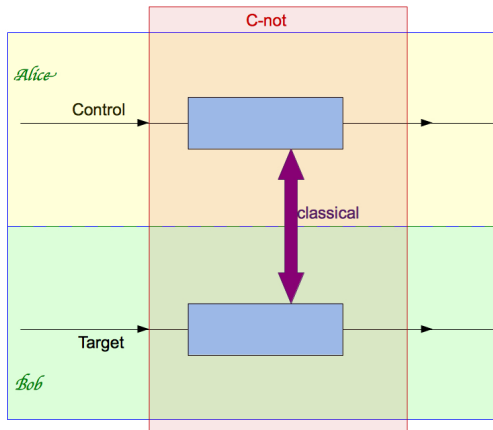 C-not
Alice
Control
classical
Target
Bob